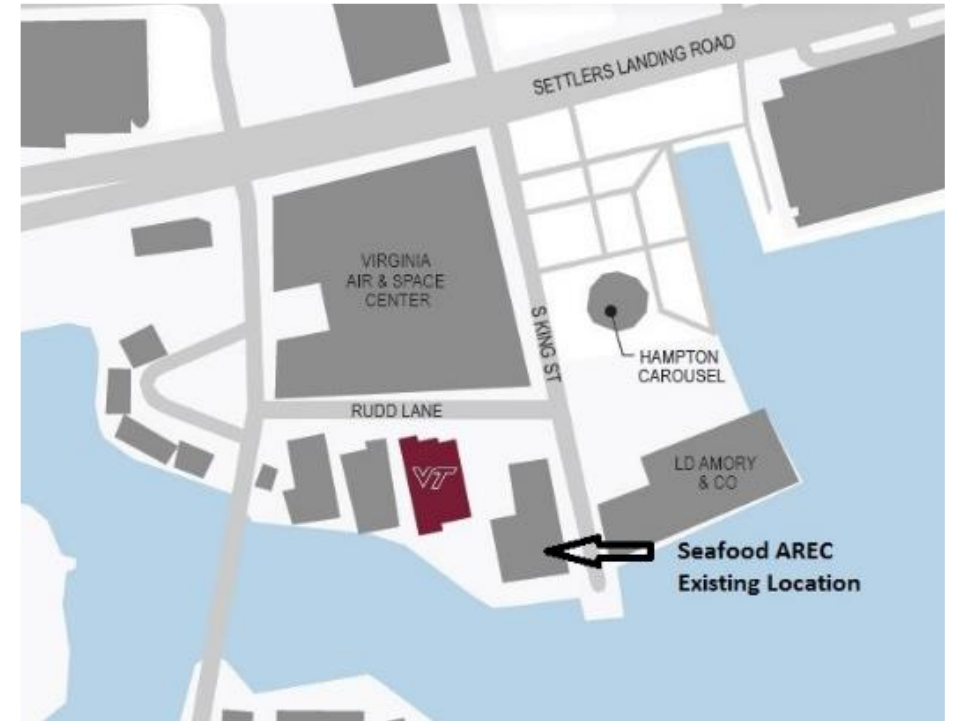 SETTLERS LANDING ROAD
VIRGINIA
AIR & SPACE
CENTER
S KING ST
HAMPTON
CAROUSEL
RUDD LANE
VT
LD AMORY
& CO
Seafood AREC
Existing Location